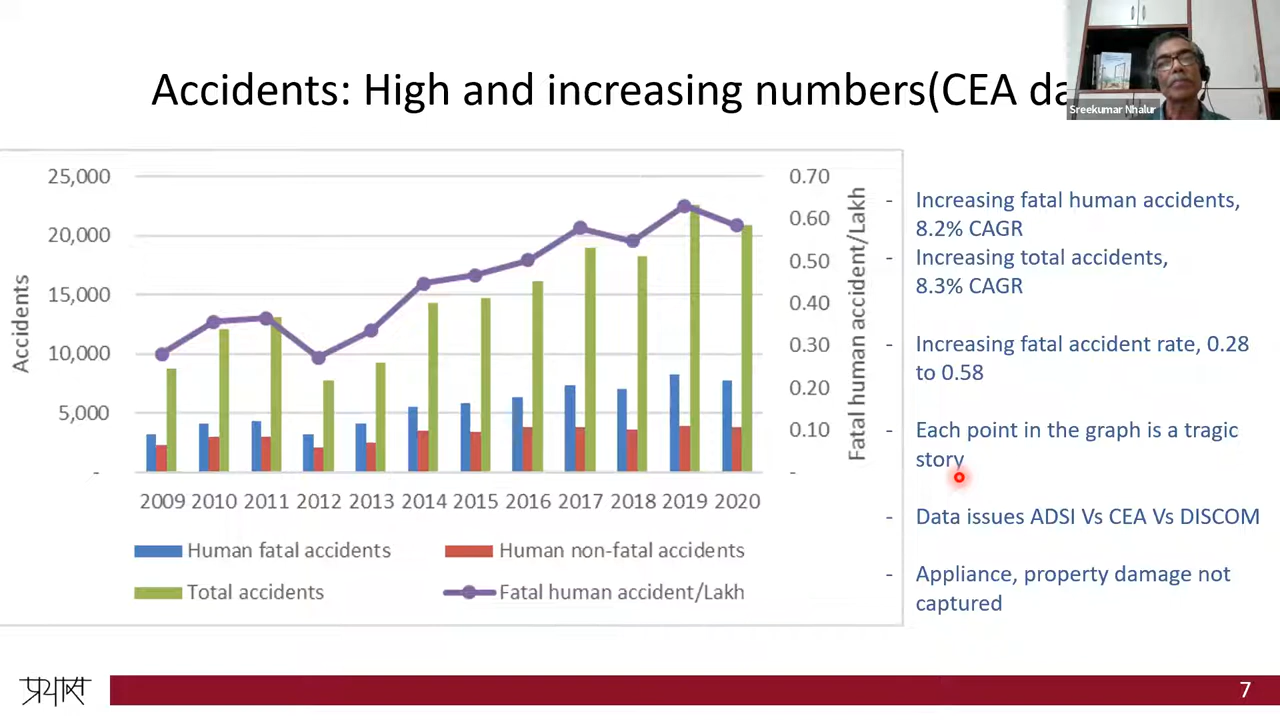 Accidents: High and increasing numbers(CEA da
Sreekumar Nhalur
25,000
20,000
15,000
10,000
5,000
-
Accidents
0.70
0.60
0.50
0.40
0.30
0.20
0.10
-
Fatal human accident/Lakh
2009 2010 2011 2012 2013 2014 2015 2016 2017 2018 2019 2020
Human fatal accidents
Human non-fatal accidents
Total accidents
Fatal human accident/Lakh
- Increasing fatal human accidents,
8.2% CAGR
- Increasing total accidents,
8.3% CAGR
- Increasing fatal accident rate, 0.28
to 0.58
- Each point in the graph is a tragic
story
- Data issues ADSI Vs CEA Vs DISCOM
- Appliance, property damage not
captured
प्रयास
7